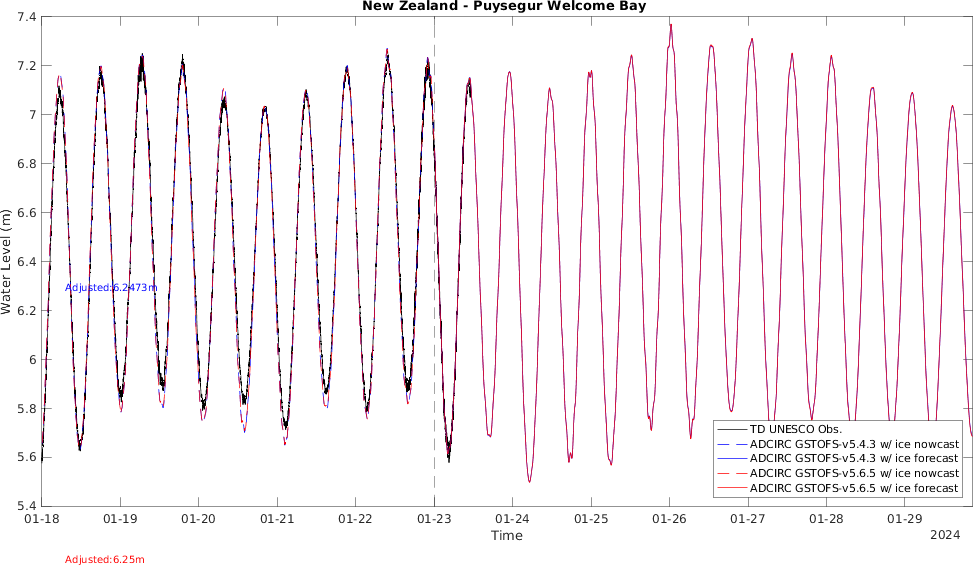 New Zealand - Puysegur Welcome Bay
7.4
7.2
7
6.8
6.6
6.4
6.2
6
5.8
5.6
5.4
Water Level (m)
Adjusted:6.2473m
TD UNESCO Obs.
ADCIRC GSTOFS-v5.4.3 w/ ice nowcast
ADCIRC GSTOFS-v5.4.3 w/ ice forecast
ADCIRC GSTOFS-v5.6.5 w/ ice nowcast
ADCIRC GSTOFS-v5.6.5 w/ ice forecast
01-18 01-19 01-20 01-21 01-22 01-23 01-24 01-25 01-26 01-27 01-28 01-29
Time
2024
Adjusted:6.25m